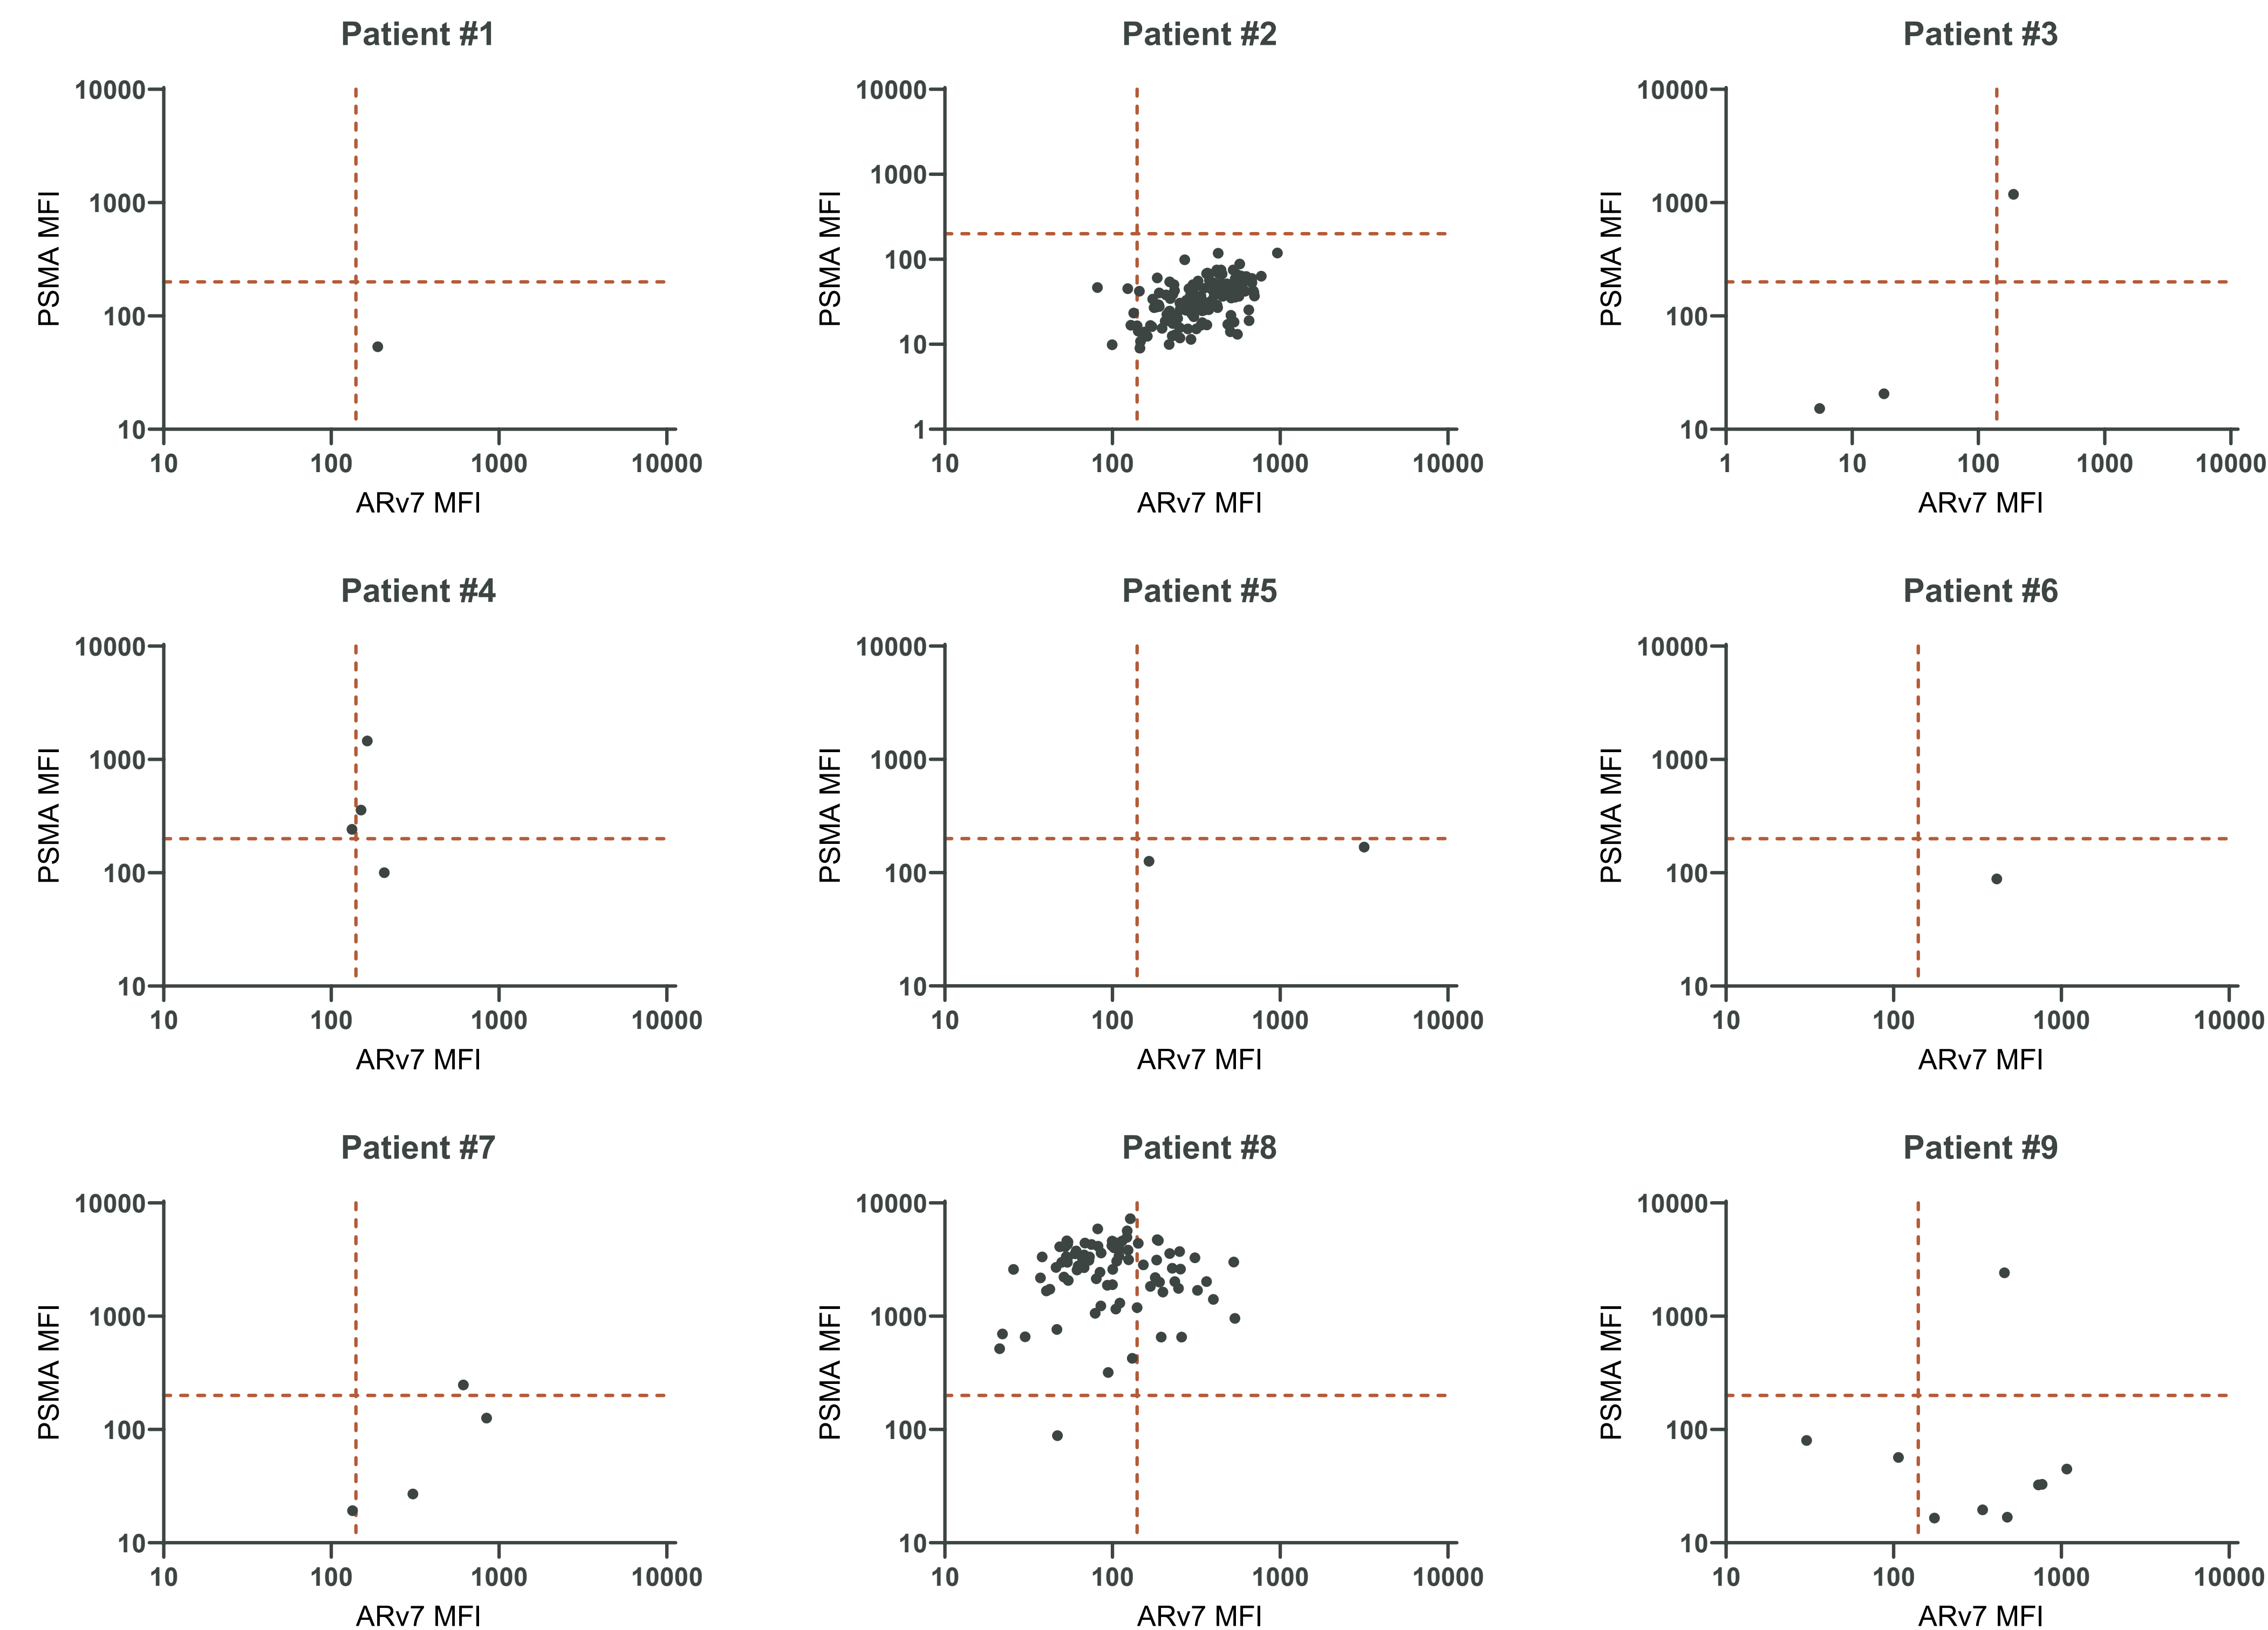 Patient #1
10000
1000
100
10
PSMA MFI
10 100 1000 10000
ARv7 MFI
Patient #2
10000
1000
100
10
1
PSMA MFI
10 100 1000 10000
ARv7 MFI
Patient #3
10000
1000
100
10
PSMA MFI
1 10 100 1000 10000
ARv7 MFI
Patient #4
10000
1000
100
10
PSMA MFI
10 100 1000 10000
ARv7 MFI
Patient #5
10000
1000
100
10
PSMA MFI
10 100 1000 10000
ARv7 MFI
Patient #6
10000
1000
100
10
PSMA MFI
10 100 1000 10000
ARv7 MFI
Patient #7
10000
1000
100
10
PSMA MFI
10 100 1000 10000
ARv7 MFI
Patient #8
10000
1000
100
10
PSMA MFI
10 100 1000 10000
ARv7 MFI
Patient #9
10000
1000
100
10
PSMA MFI
10 100 1000 10000
ARv7 MFI